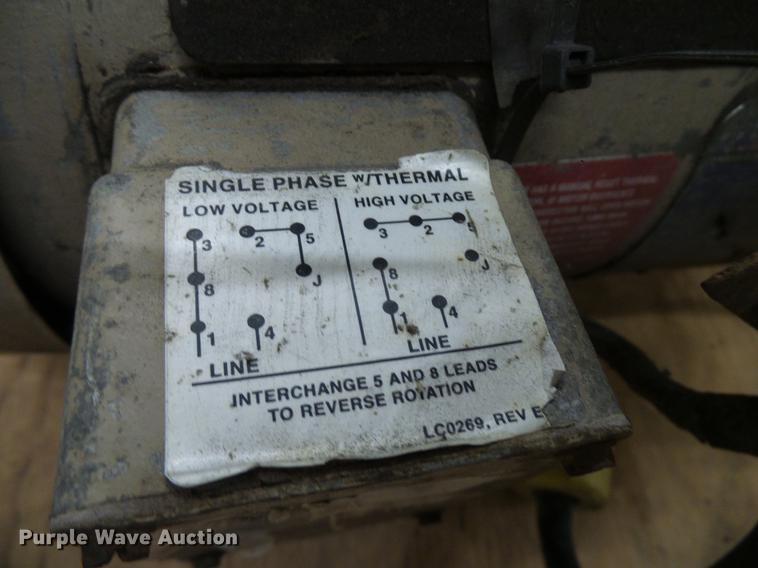 SINGLE PHASE W/THERMAL
LOW VOLTAGE
3
2
5
8
J
1
4
LINE
HIGH VOLTAGE
3
2
5
8
J
1
4
LINE
INTERCHANGE 5 AND 8 LEADS
TO REVERSE ROTATION
LC0269, REV E
Purple Wave Auction